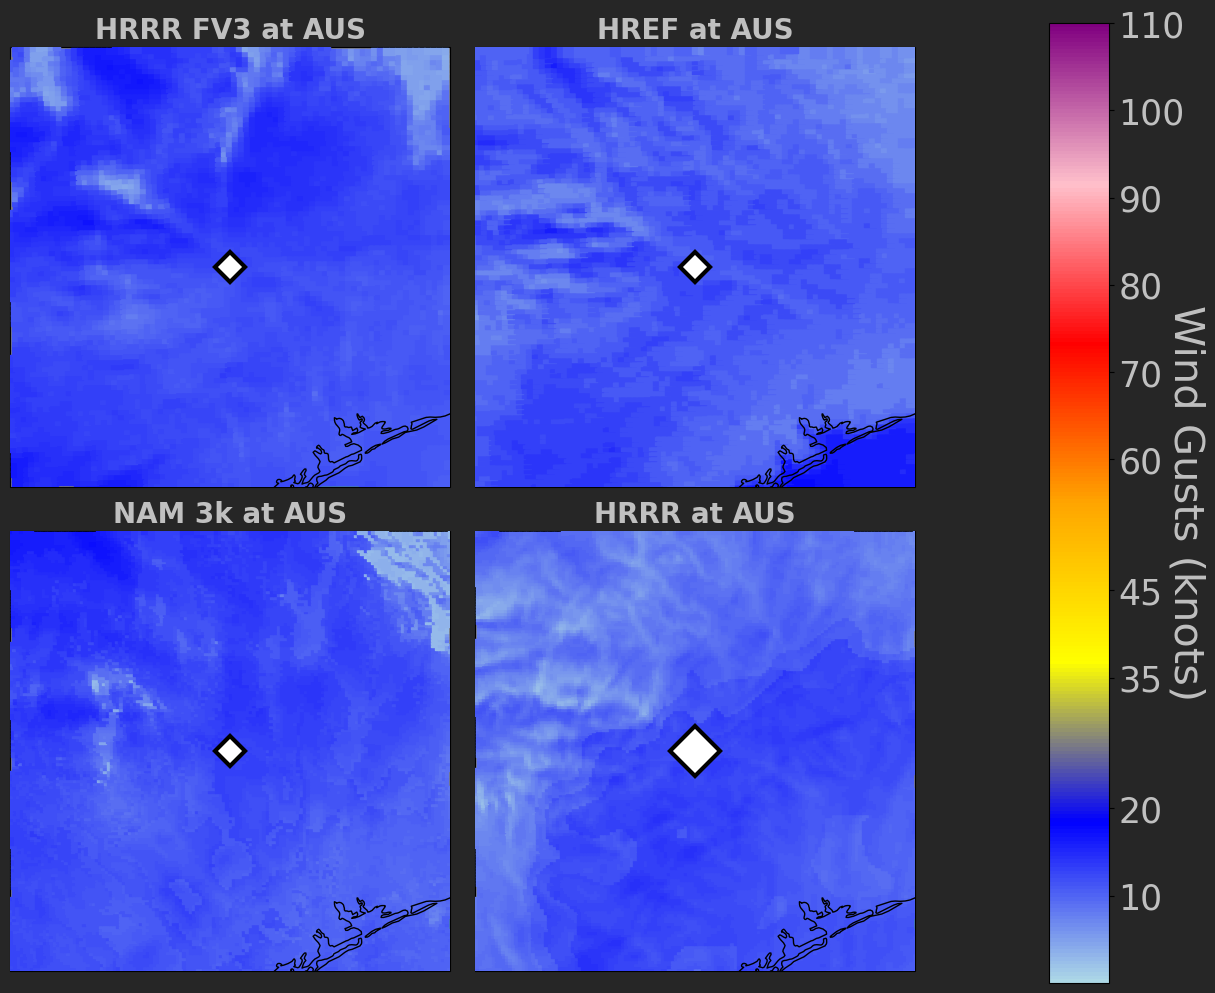 HRRR FV3 at AUS
HREF at AUS
NAM 3k at AUS
HRRR at AUS
110
100
90
80
70
60
45
35
20
10
Wind Gusts (knots)